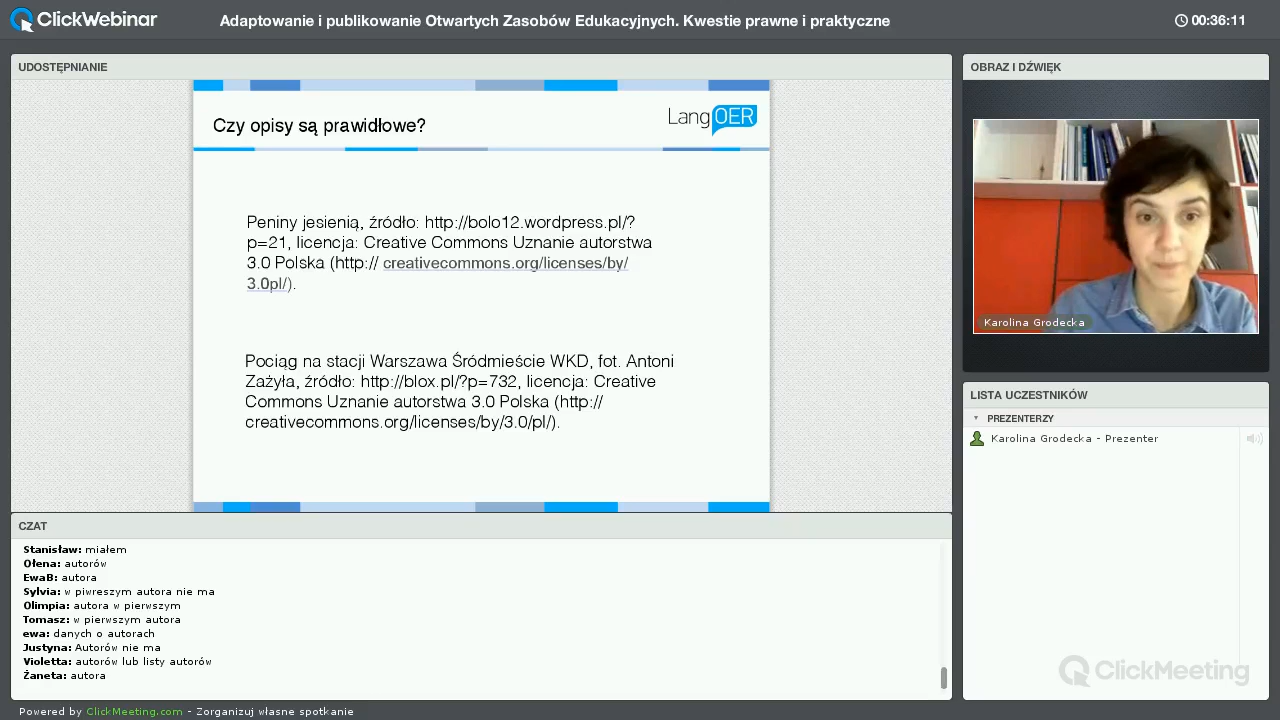 ClickWebinar
Adaptowanie i publikowanie Otwartych Zasobów Edukacyjnych. Kwestie prawne i praktyczne
00:36:11
UDOSTĘPNIANIE
Czy opisy są prawidłowe?
LangOER
Peniny jesienią, źródło: http://bolo12.wordpress.pl/?
p=21, licencja: Creative Commons Uznanie autorstwa
3.0 Polska (http:// creativecommons.org/licenses/by/
3.0pl/).
Pociąg na stacji Warszawa Śródmieście WKD, fot. Antoni
Zażyła, źródło: http://blox.pl/?p=732, licencja: Creative
Commons Uznanie autorstwa 3.0 Polska (http://
creativecommons.org/licenses/by/3.0/pl/).
OBRAZ I DŹWIĘK
Karolina Grodecka
LISTA UCZESTNIKÓW
PREZENTERZY
Karolina Grodecka - Prezenter
CZAT
Stanisław: miałem
Ołena: autorów
EwaB: autora
Sylvia: w piwreszym autora nie ma
Olimpia: autora w pierwszym
Tomasz: w pierwszym autora
ewa: danych o autorach
Justyna: Autorów nie ma
Violetta: autorów lub listy autorów
Żaneta: autora
ClickMeeting
Powered by ClickMeeting.com - Zorganizuj własne spotkanie